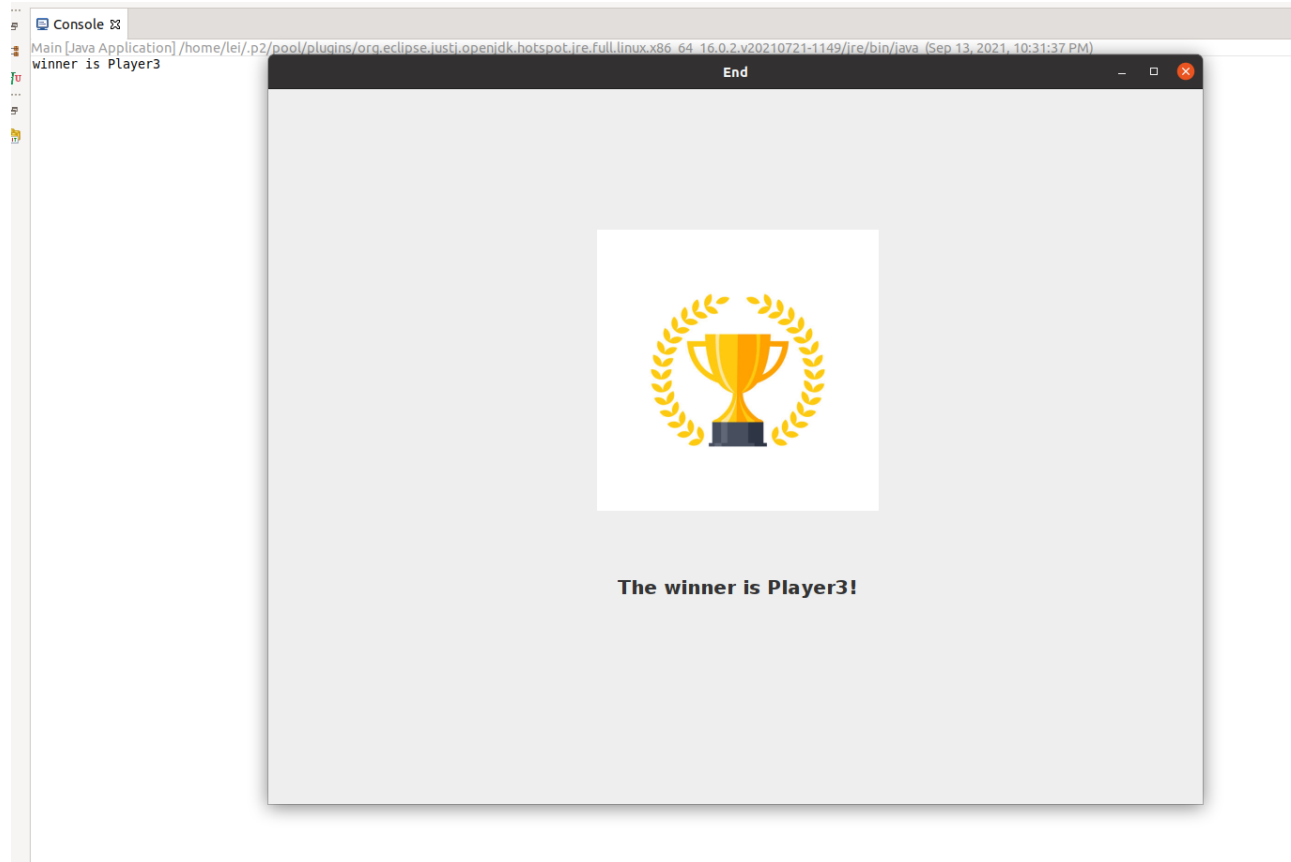 Console
Main [Java Application] /home/lei/.p2/pool/plugins/org.eclipse.justj.openjdk.hotspot.jre.full.linux.x86_64_16.0.2.v20210721-1149/jre/bin/java (Sep 13, 2021, 10:31:37 PM)
winner is Player3
End
The winner is Player3!